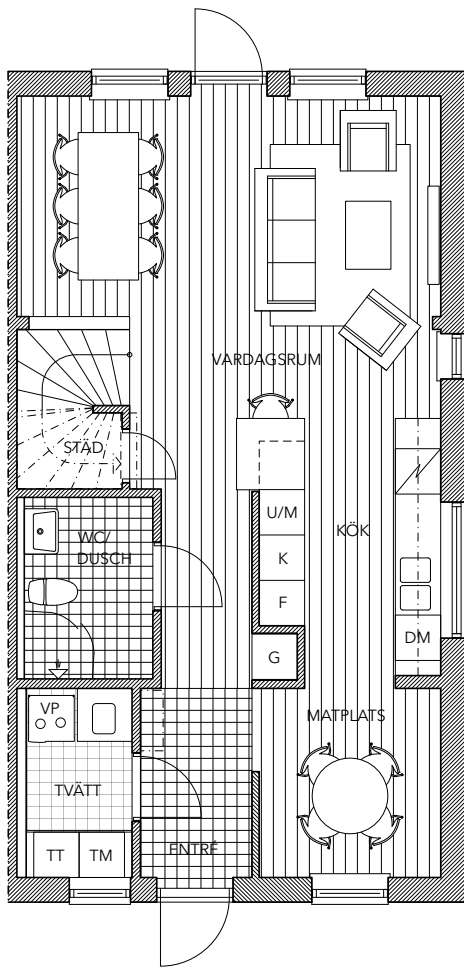 VARDAGSRUM
STÄD
U/M
WC/
DUSCH
KÖK
K
F
DM
G
VP
MATPLATS
TVÄTT
ENTRÉ
TT
TM